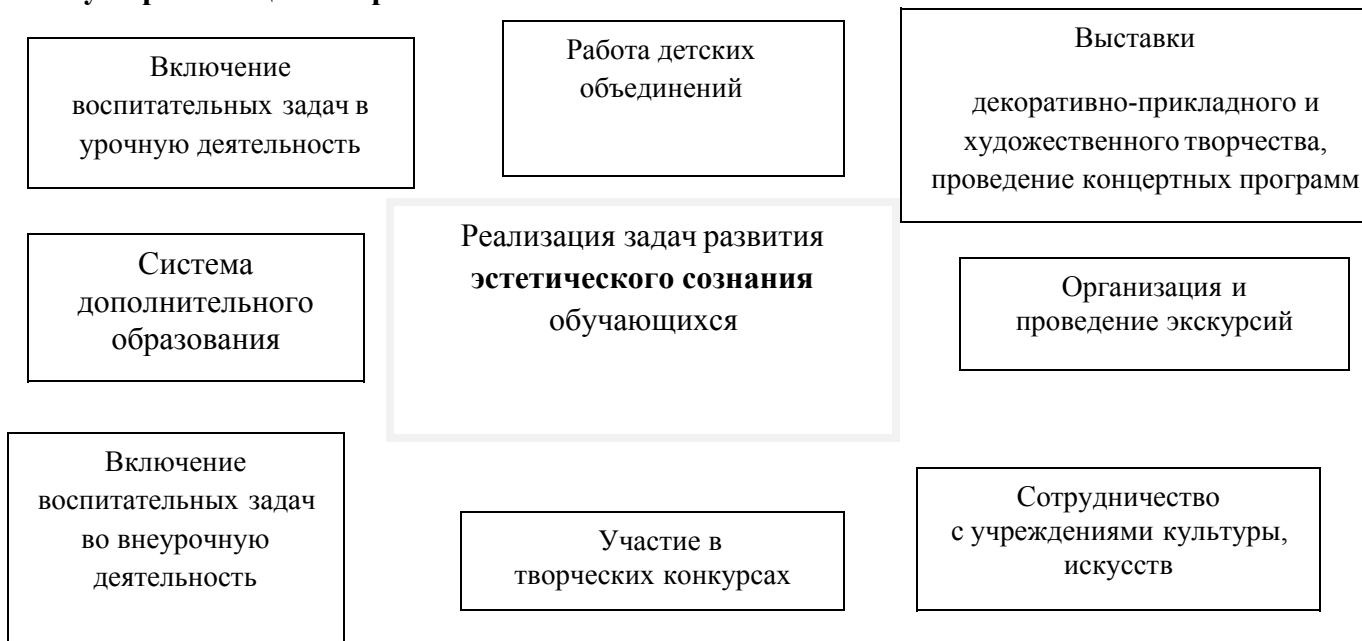 Включение
воспитательных задач в
урочную деятельность
Работа детских
объединений
Выставки
декоративно-прикладного и
художественного творчества,
проведение концертных программ
Система
дополнительного
образования
Реализация задач развития
эстетического сознания
обучающихся
Организация и
проведение экскурсий
Включение
воспитательных задач
во внеурочную
деятельность
Участие в
творческих конкурсах
Сотрудничество
с учреждениями культуры,
искусств